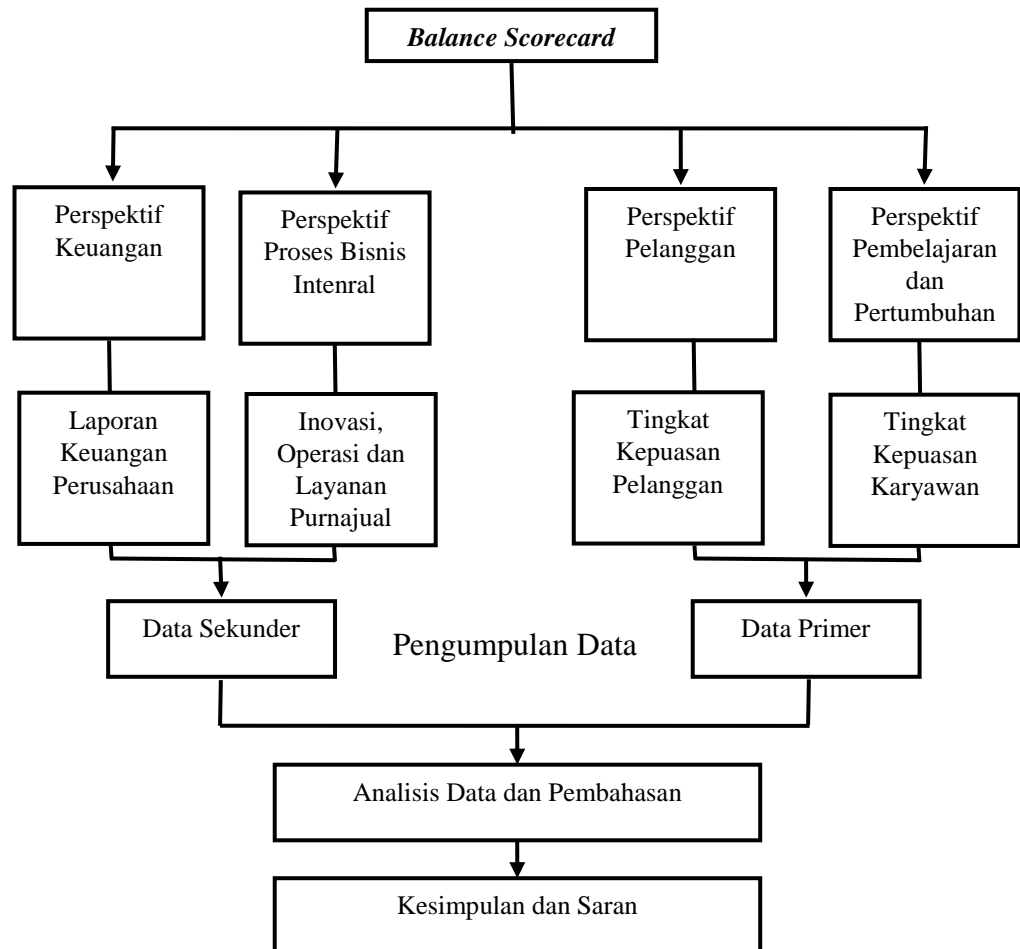 Balance Scorecard
Perspektif
Keuangan
Perspektif
Proses Bisnis
Intenral
Perspektif
Pelanggan
Perspektif
Pembelajaran
dan
Pertumbuhan
Laporan
Keuangan
Perusahaan
Inovasi,
Operasi dan
Layanan
Purnajual
Tingkat
Kepuasan
Pelanggan
Tingkat
Kepuasan
Karyawan
Data Sekunder
Pengumpulan Data
Data Primer
Analisis Data dan Pembahasan
Kesimpulan dan Saran